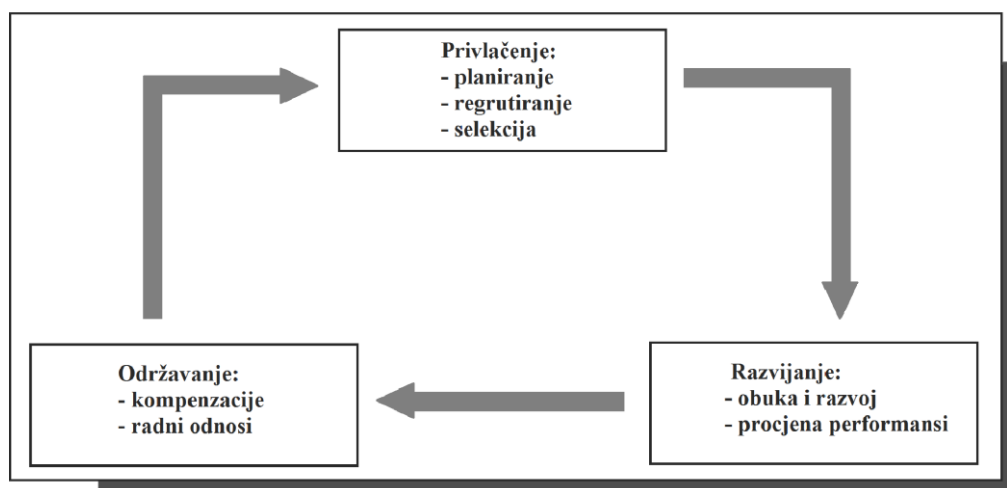 Privlačenje:
- planiranje
- regrutiranje
- selekcija
Razvijanje:
- obuka i razvoj
- procjena performansi
Održavanje:
- kompenzacije
- radni odnosi